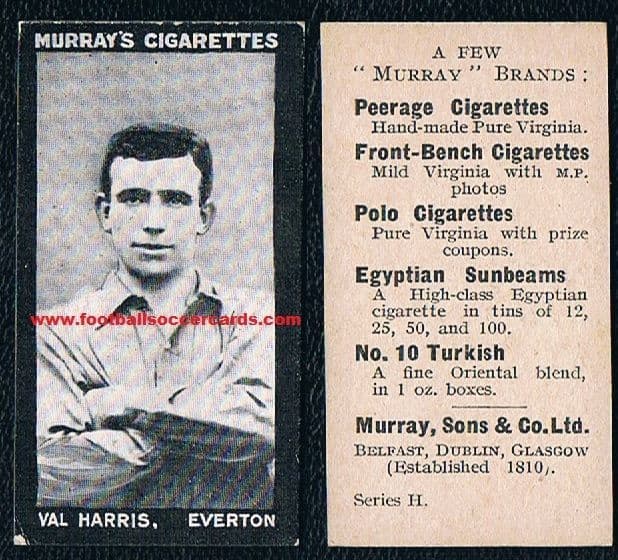 MURRAY'S CIGARETTES
www.footballsoccercards.com
VAL HARRIS, EVERTON
A FEW
"MURRAY" BRANDS:
Peerage Cigarettes
Hand-made Pure Virginia.
Front-Bench Cigarettes
Mild Virginia with M.P.
photos
Polo Cigarettes
Pure Virginia with prize
coupons.
Egyptian Sunbeams
A High-class Egyptian
cigarette in tins of 12,
25, 50, and 100.
No. 10 Turkish
A fine Oriental blend,
in 1 oz. boxes.
Murray, Sons & Co. Ltd.
BELFAST, DUBLIN, GLASGOW
(Established 1810).
Series H.